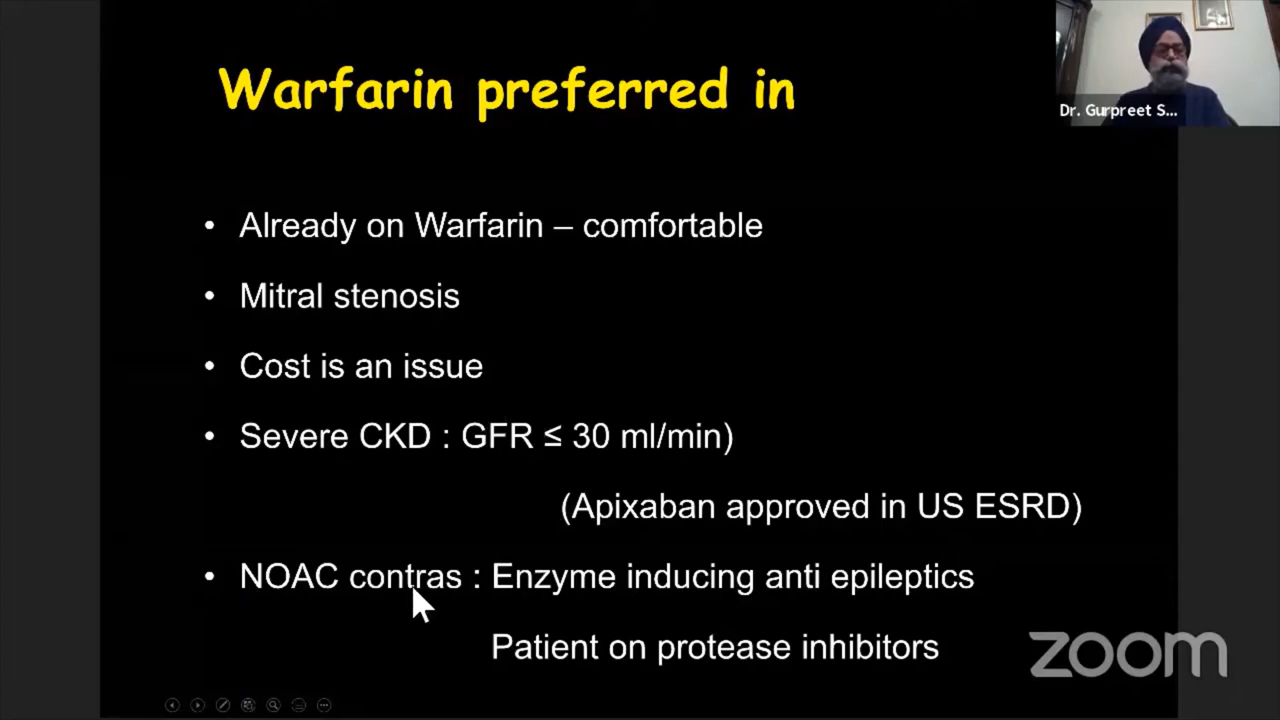 Warfarin preferred in
Dr. Gurpreet S...
• Already on Warfarin – comfortable
• Mitral stenosis
• Cost is an issue
• Severe CKD : GFR ≤ 30 ml/min)
(Apixaban approved in US ESRD)
• NOAC contras : Enzyme inducing anti epileptics
Patient on protease inhibitors
zoom